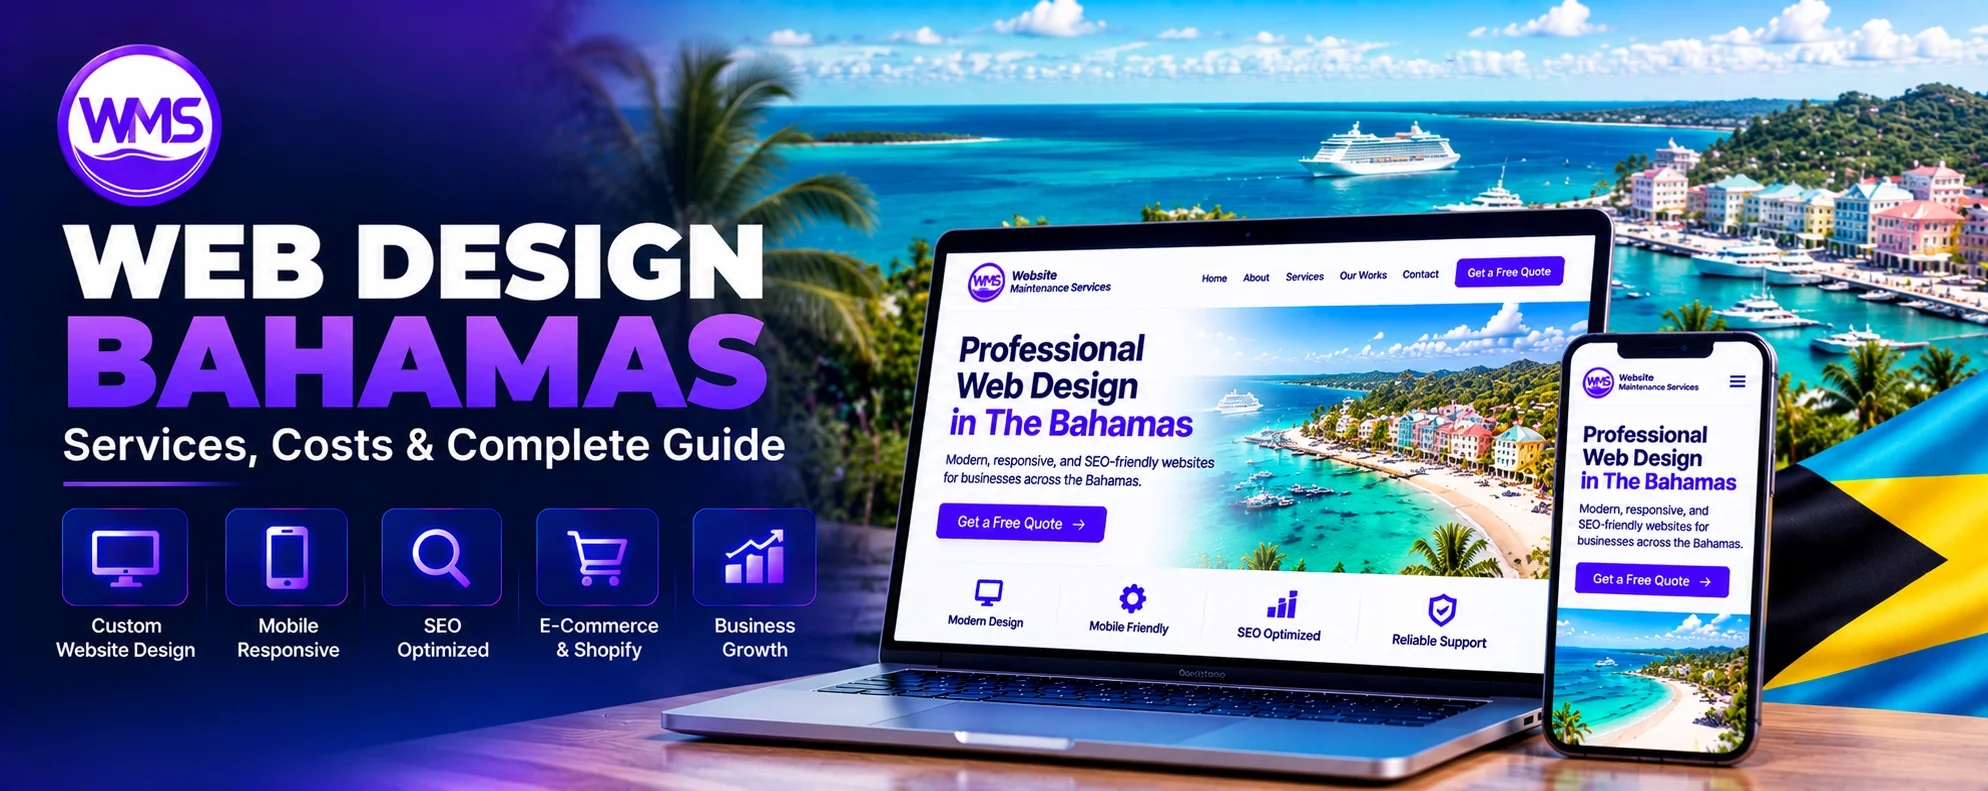 WMS
WEB DESIGN
BAHAMAS
Services, Costs & Complete Guide
Custom
Website Design
Mobile
Responsive
SEO
Optimized
E-Commerce
& Shopify
Business
Growth
WMS
Website
Maintenance Services
Home About Services Our Works Contact Get a Free Quote
Professional
Web Design
in The Bahamas
Modern, responsive, and SEO-friendly websites
for businesses across the Bahamas.
Get a Free Quote →
Modern Design
Mobile Friendly
SEO Optimized
Reliable Support
WMS
Website
Maintenance Services
Professional
Web Design
in The Bahamas
Modern, responsive, and
SEO-friendly websites for
businesses across the Bahamas.
Get a Free Quote →